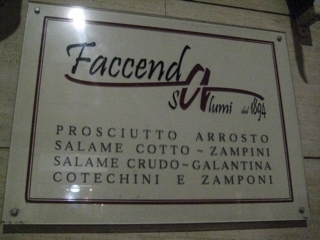 Faccenda
salumi dal 1894
PROSCIUTTO ARROSTO
SALAME COTTO - ZAMPINI
SALAME CRUDO - GALANTINA
COTECHINI E ZAMPONI